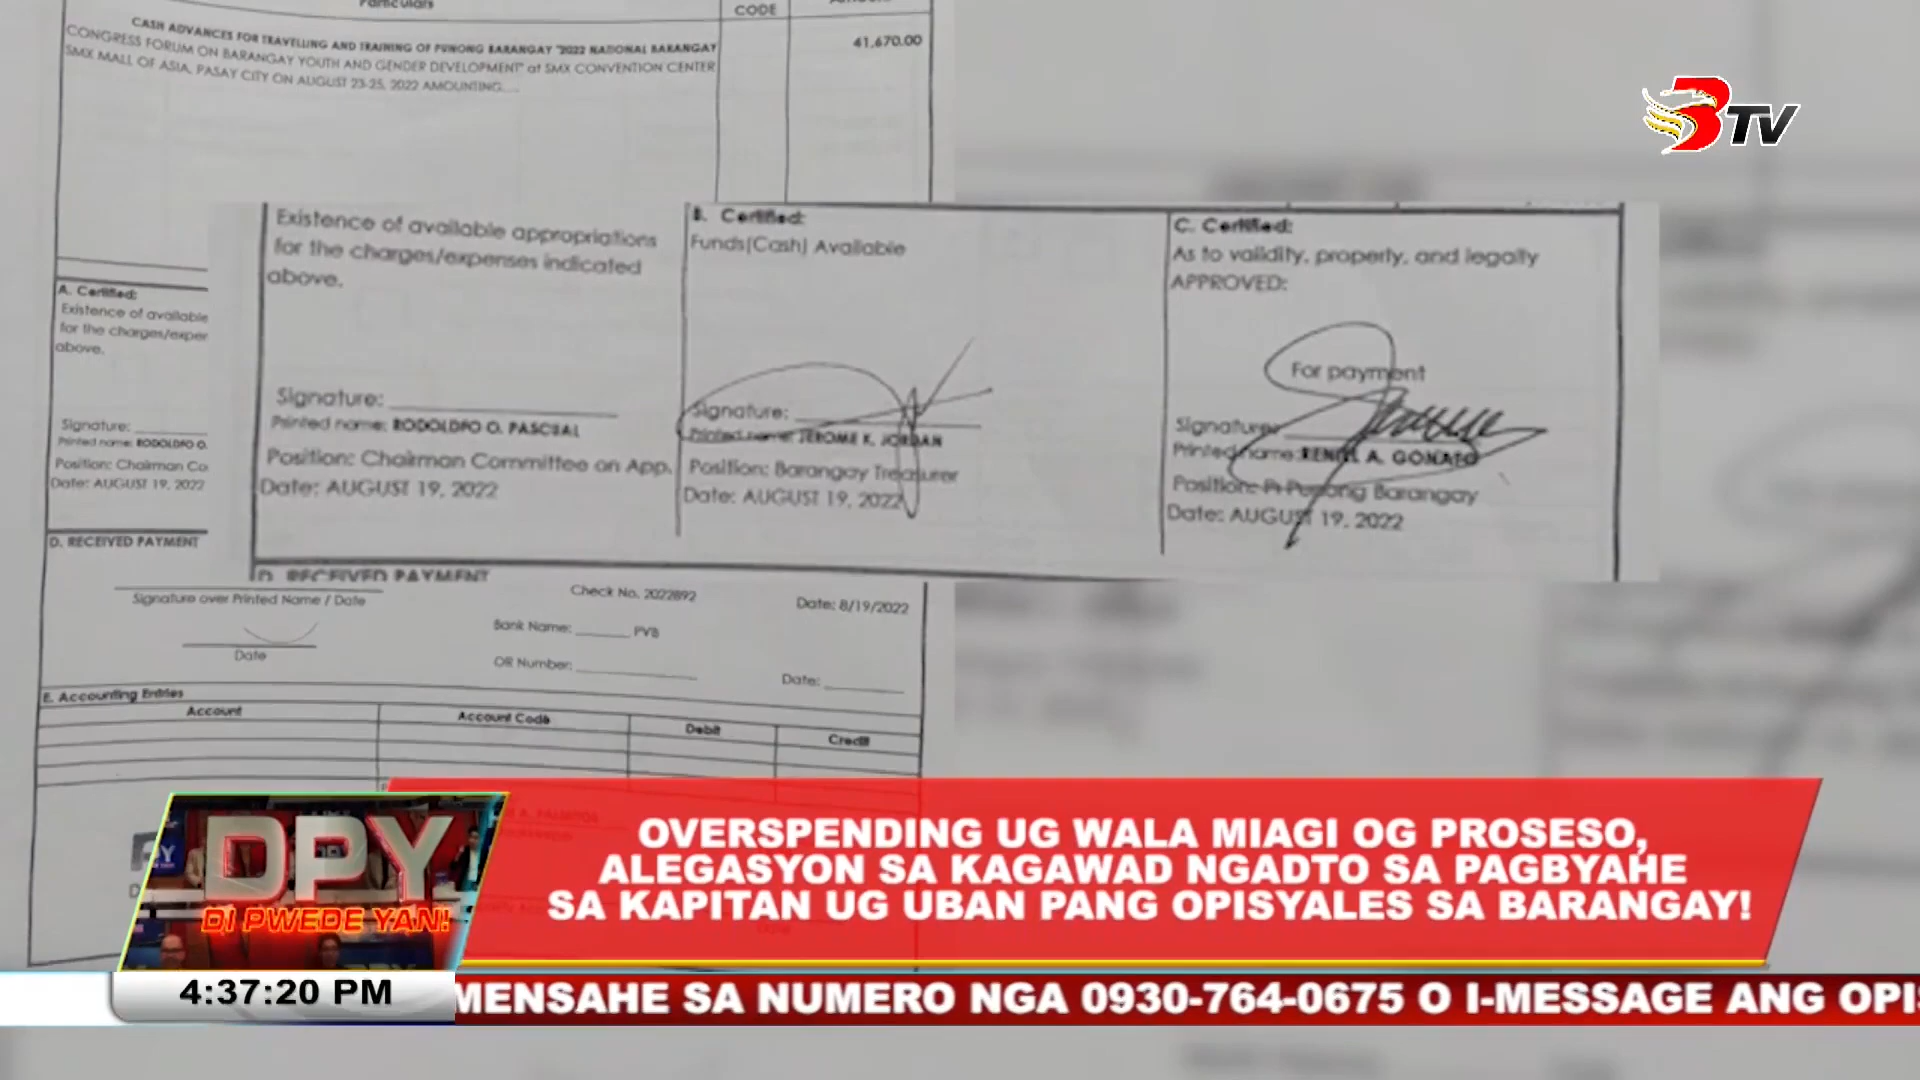 Particulars
CODE
CASH ADVANCES FOR TRAVELLING AND TRAINING OF PUNONG BARANGAY "2022 NATIONAL BARANGAY
CONGRESS FORUM ON BARANGAY YOUTH AND GENDER DEVELOPMENT" at SMX CONVENTION CENTER
SMX MALL OF ASIA, PASAY CITY ON AUGUST 23-25, 2022 AMOUNTING....
41,670.00
3TV
A. Certified:
Existence of available
for the charges/exper
above.
Signature:
Printed name: RODOLDFO O.
Position: Chairman Co
Date: AUGUST 19, 2022
D. RECEIVED PAYMENT
Existence of available appropriations
for the charges/expenses indicated
above.
Signature:
Printed name: RODOLDFO O. PASCUAL
Position: Chairman Committee on App.
Date: AUGUST 19, 2022
B. Certified:
Funds(Cash) Available
Signature:
Printed name: JEROME K. JORDAN
Position: Barangay Treasurer
Date: AUGUST 19, 2022
C. Certified:
As to validity, properly, and legally
APPROVED:
For payment
Signature:
Printed name: A. GONATO
Position: Punong Barangay
Date: AUGUST 19, 2022
D. RECEIVED PAYMENT
Signature over Printed Name / Date
Date
Check No. 2022892
Date: 8/19/2022
Bank Name: PVB
OR Number:
Date:
E. Accounting Entries
Account
Account Code
Debit
Credit
DPY
DI PWEDE YAN!
OVERSPENDING UG WALA MIAGI OG PROSESO,
ALEGASYON SA KAGAWAD NGADTO SA PAGBYAHE
SA KAPITAN UG UBAN PANG OPISYALES SA BARANGAY!
4:37:20 PM
MENSAHE SA NUMERO NGA 0930-764-0675 O I-MESSAGE ANG OPIS